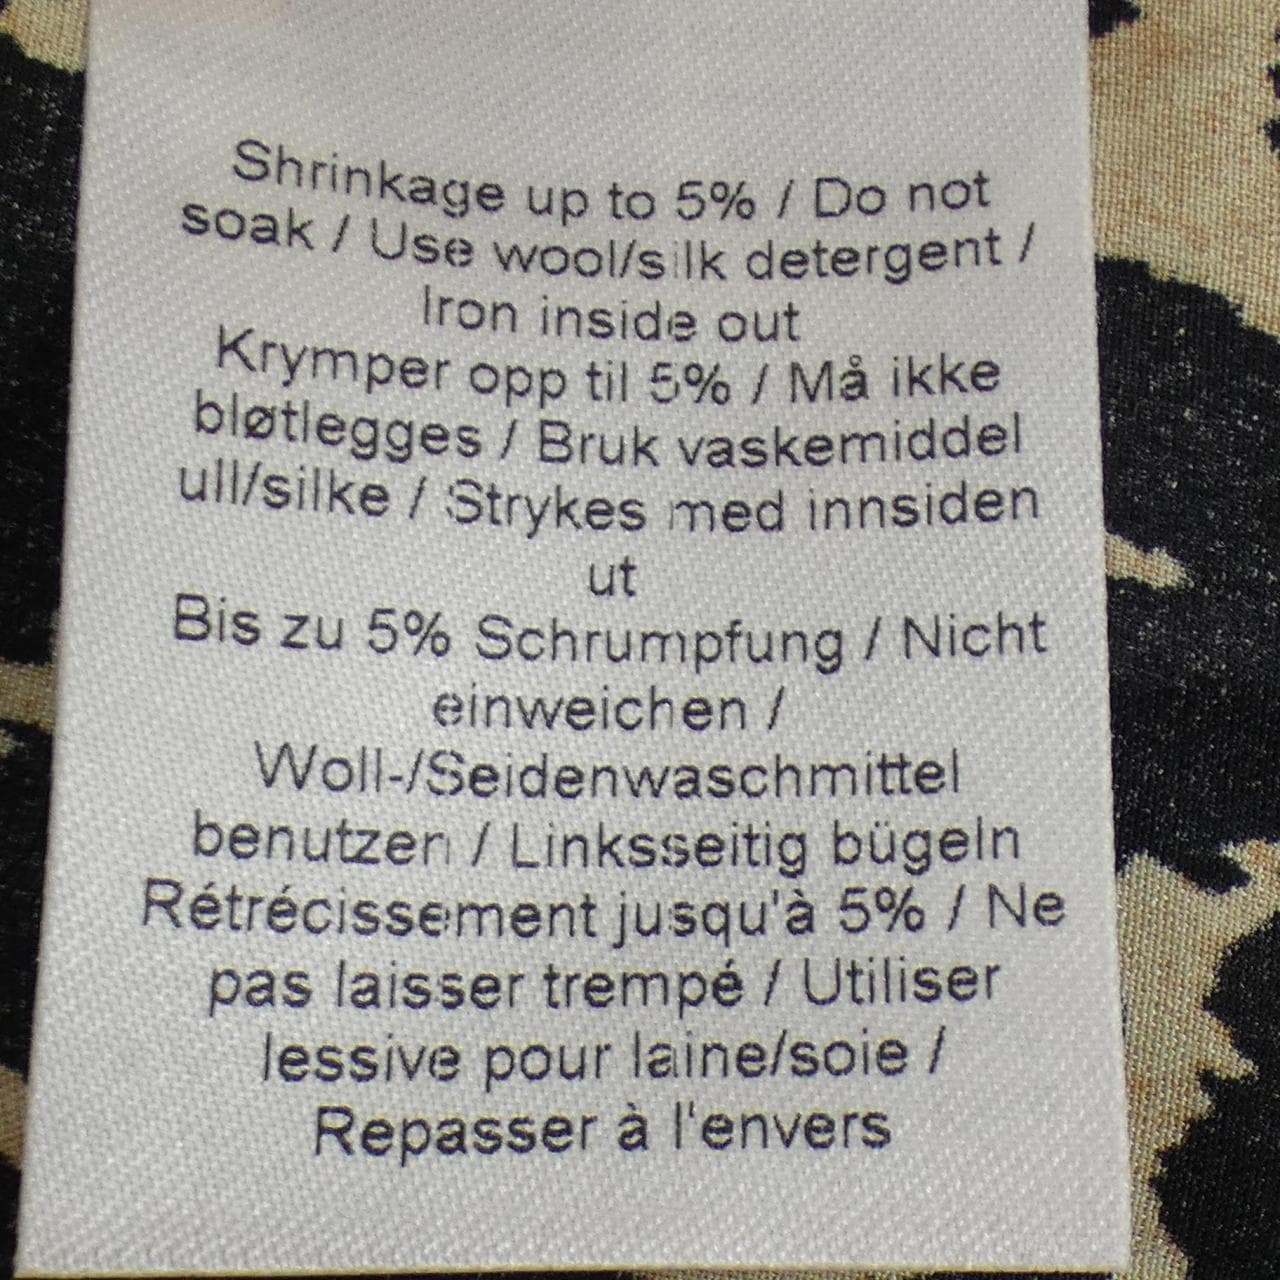 Shrinkage up to 5% / Do not
soak / Use wool/silk detergent /
Iron inside out
Krymper opp til 5% / Må ikke
bløtlegges / Bruk vaskemiddel
ull/silke / Strykes med innsiden
ut
Bis zu 5% Schrumpfung / Nicht
einweichen /
Woll-/Seidenwaschmittel
benutzen / Linksseitig bügeln
Rétrécissement jusqu'à 5% / Ne
pas laisser trempé / Utiliser
lessive pour laine/soie /
Repasser à l'envers